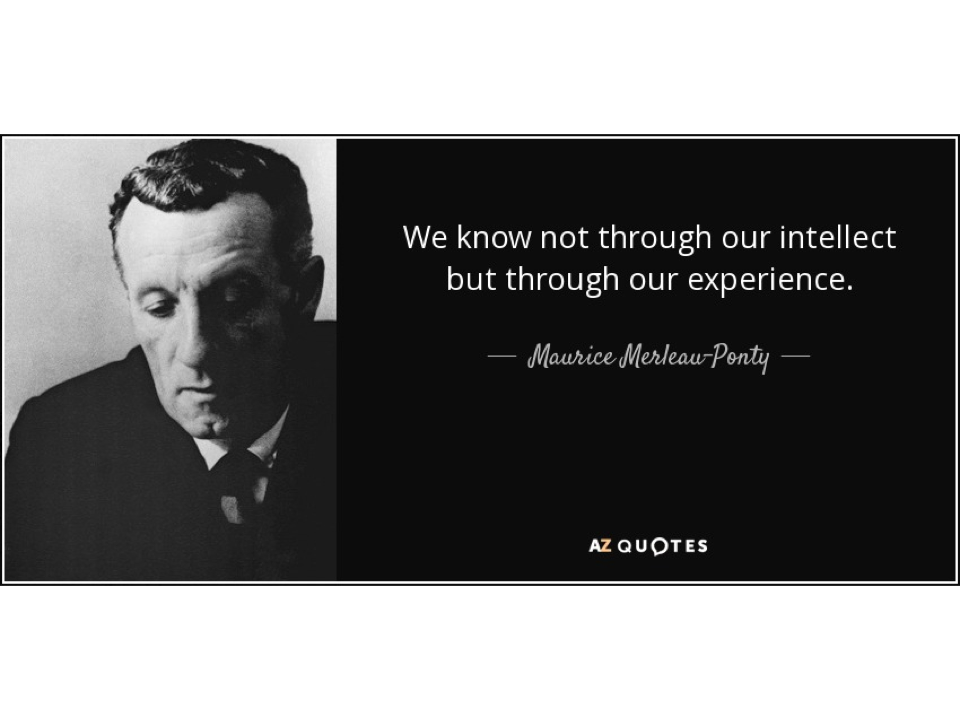 We know not through our intellect
but through our experience.
— Maurice Merleau-Ponty —
AZ QUOTES